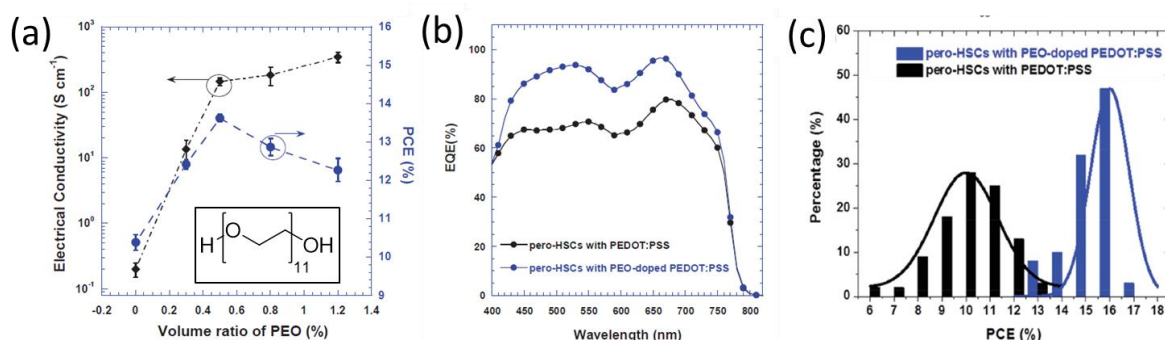 (a)
Electrical Conductivity (S cm⁻¹)
10³
10²
10¹
10⁰
10⁻¹
-0.2 0 0.2 0.4 0.6 0.8 1 1.2 1.4
Volume ratio of PEO (%)
16
15
14
13
12
11
10
9
PCE (%)
H O OH
11
(b)
EQE(%)
100
80
60
40
20
0
pero-HSCs with PEDOT:PSS
pero-HSCs with PEO-doped PEDOT:PSS
400 450 500 550 600 650 700 750 800
Wavelength (nm)
(c)
Percentage (%)
60
50
40
30
20
10
0
pero-HSCs with PEO-doped PEDOT:PSS
pero-HSCs with PEDOT:PSS
6 7 8 9 10 11 12 13 14 15 16 17 18
PCE (%)